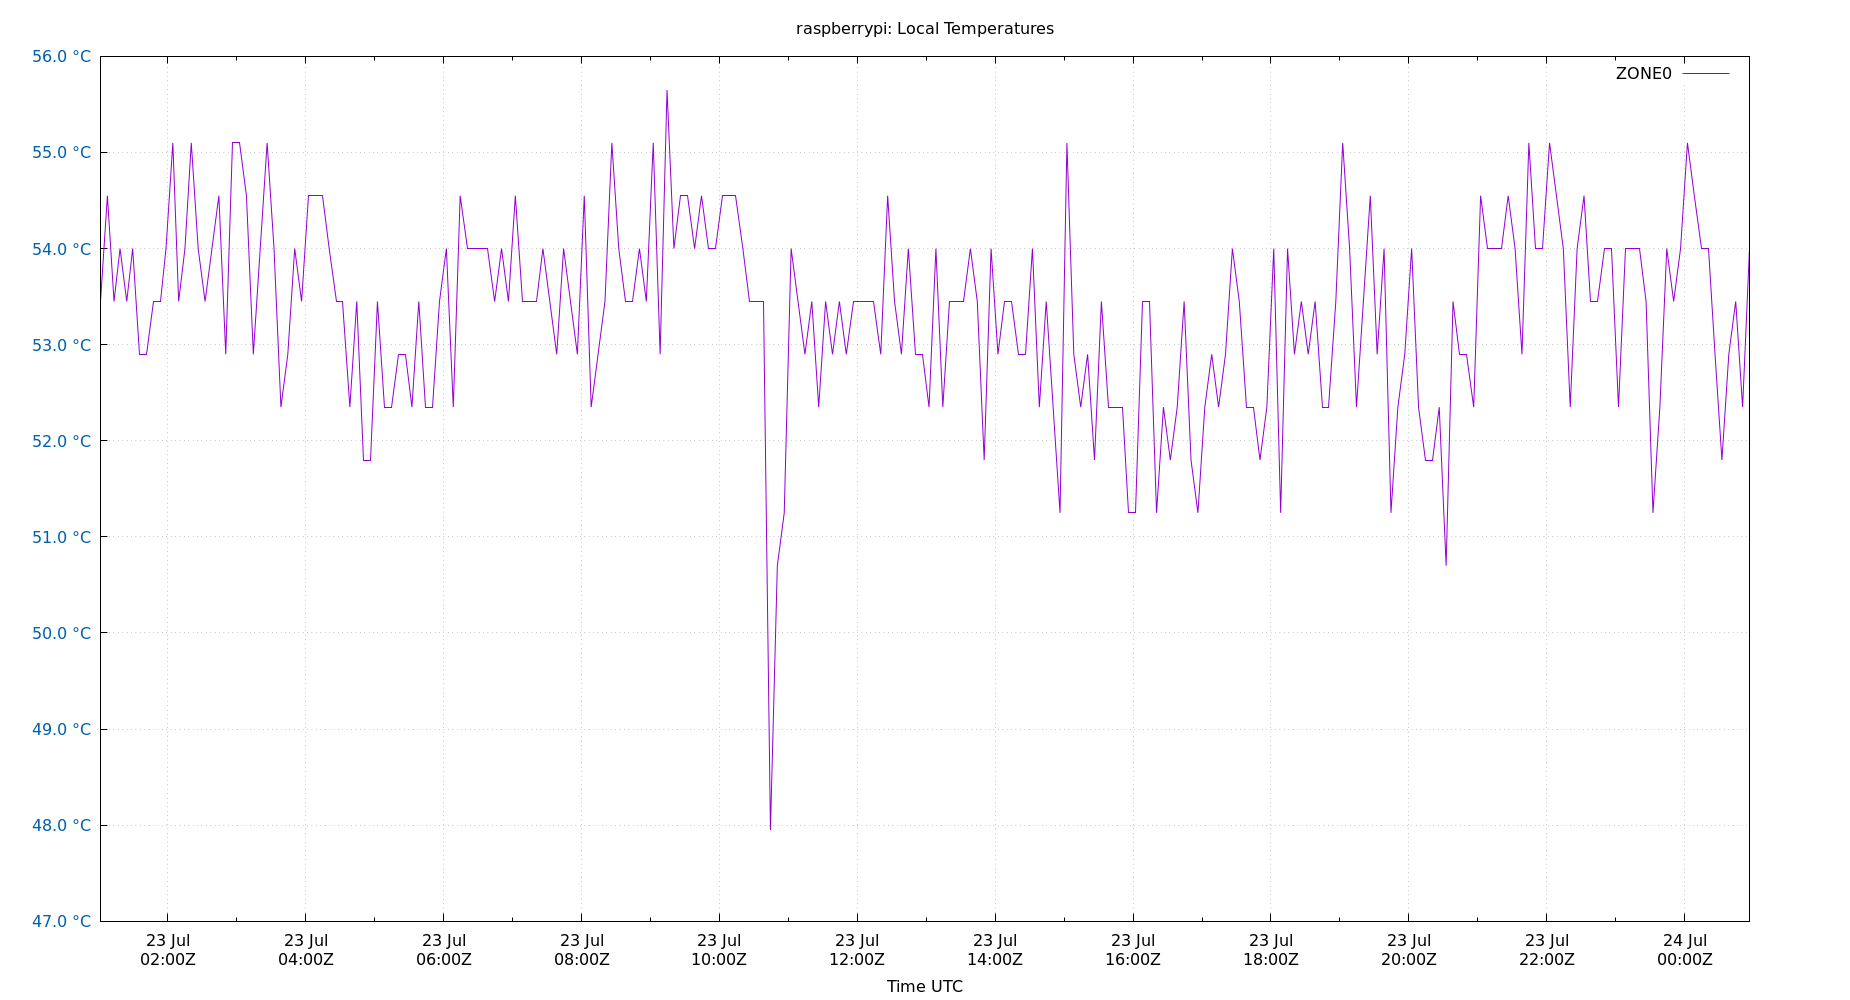 raspberrypi: Local Temperatures
ZONE0
56.0 °C
55.0 °C
54.0 °C
53.0 °C
52.0 °C
51.0 °C
50.0 °C
49.0 °C
48.0 °C
47.0 °C
23 Jul 23 Jul 23 Jul 23 Jul 23 Jul 23 Jul 23 Jul 23 Jul 23 Jul 23 Jul 23 Jul 24 Jul
02:00Z 04:00Z 06:00Z 08:00Z 10:00Z 12:00Z 14:00Z 16:00Z 18:00Z 20:00Z 22:00Z 00:00Z
Time UTC